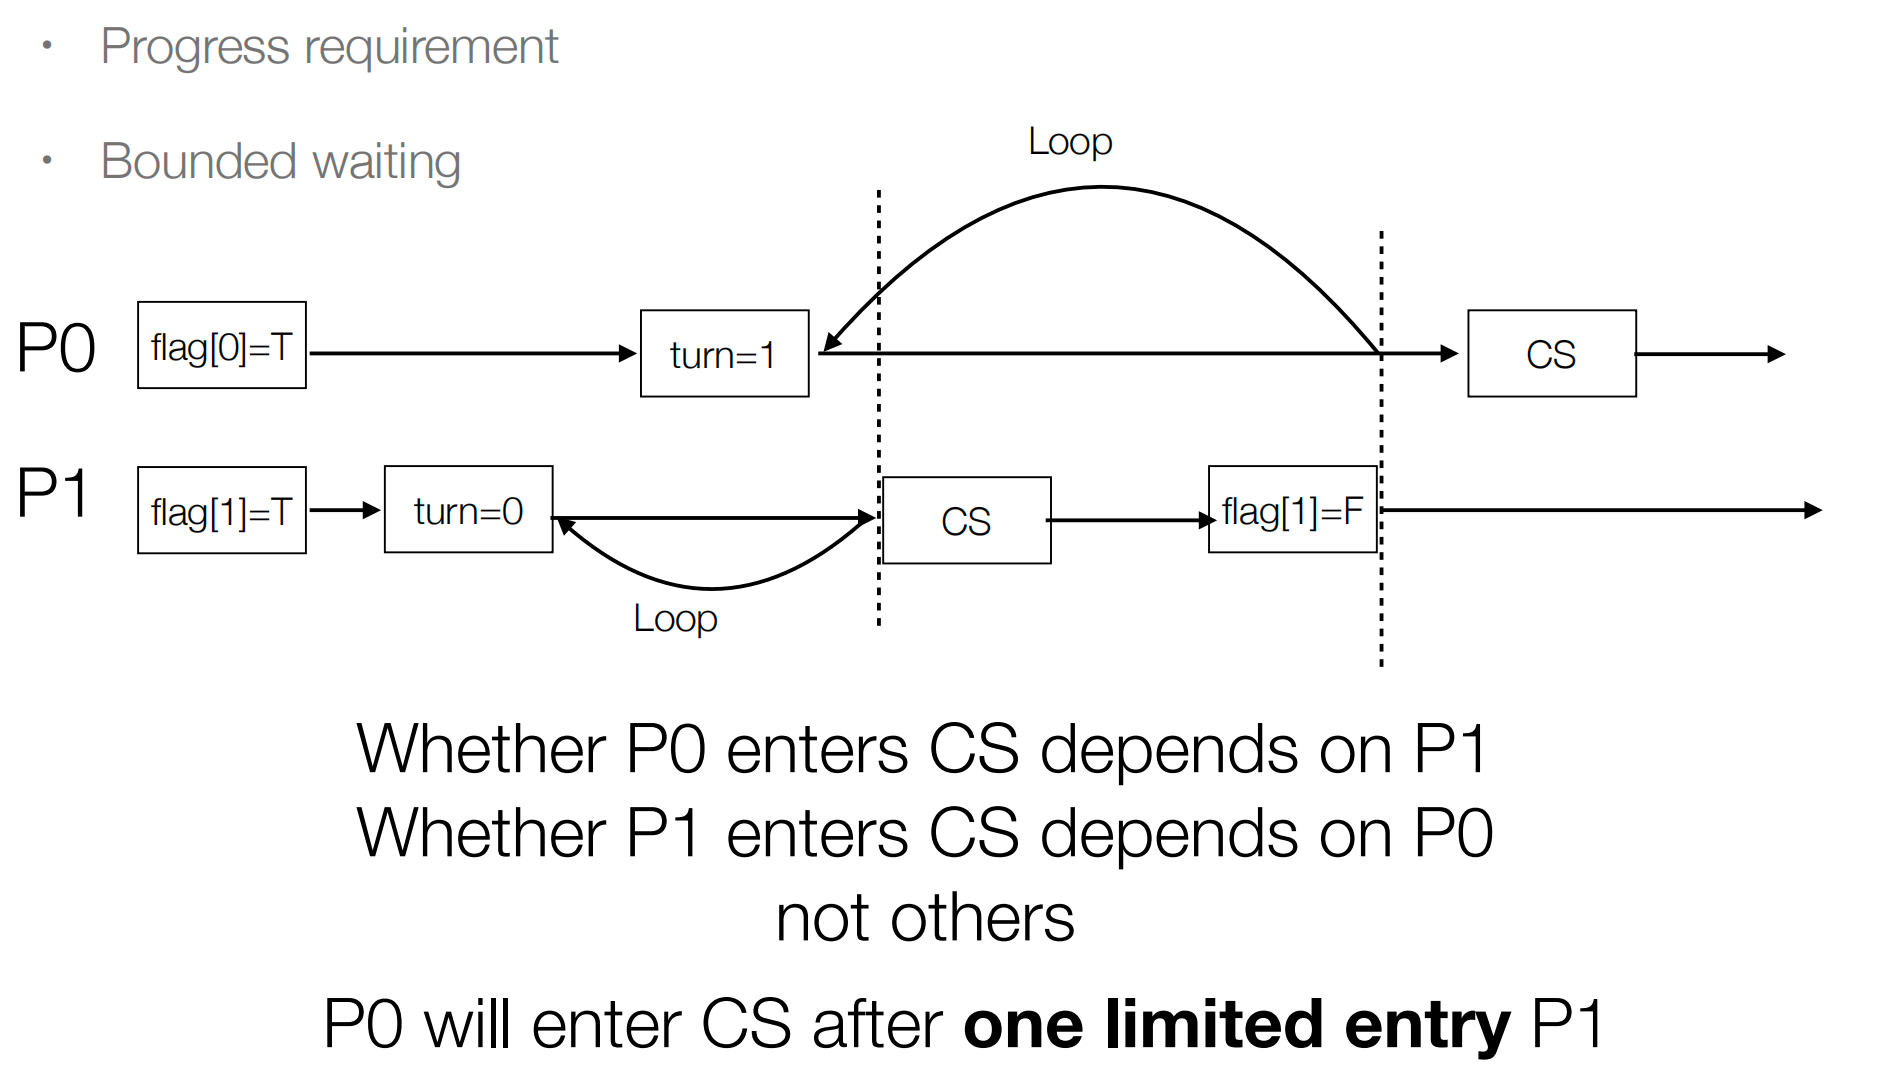 • Progress requirement
• Bounded waiting
Loop
P0
flag[0]=T
turn=1
CS
P1
flag[1]=T
turn=0
CS
flag[1]=F
Loop
Whether P0 enters CS depends on P1
Whether P1 enters CS depends on P0
not others
P0 will enter CS after one limited entry P1